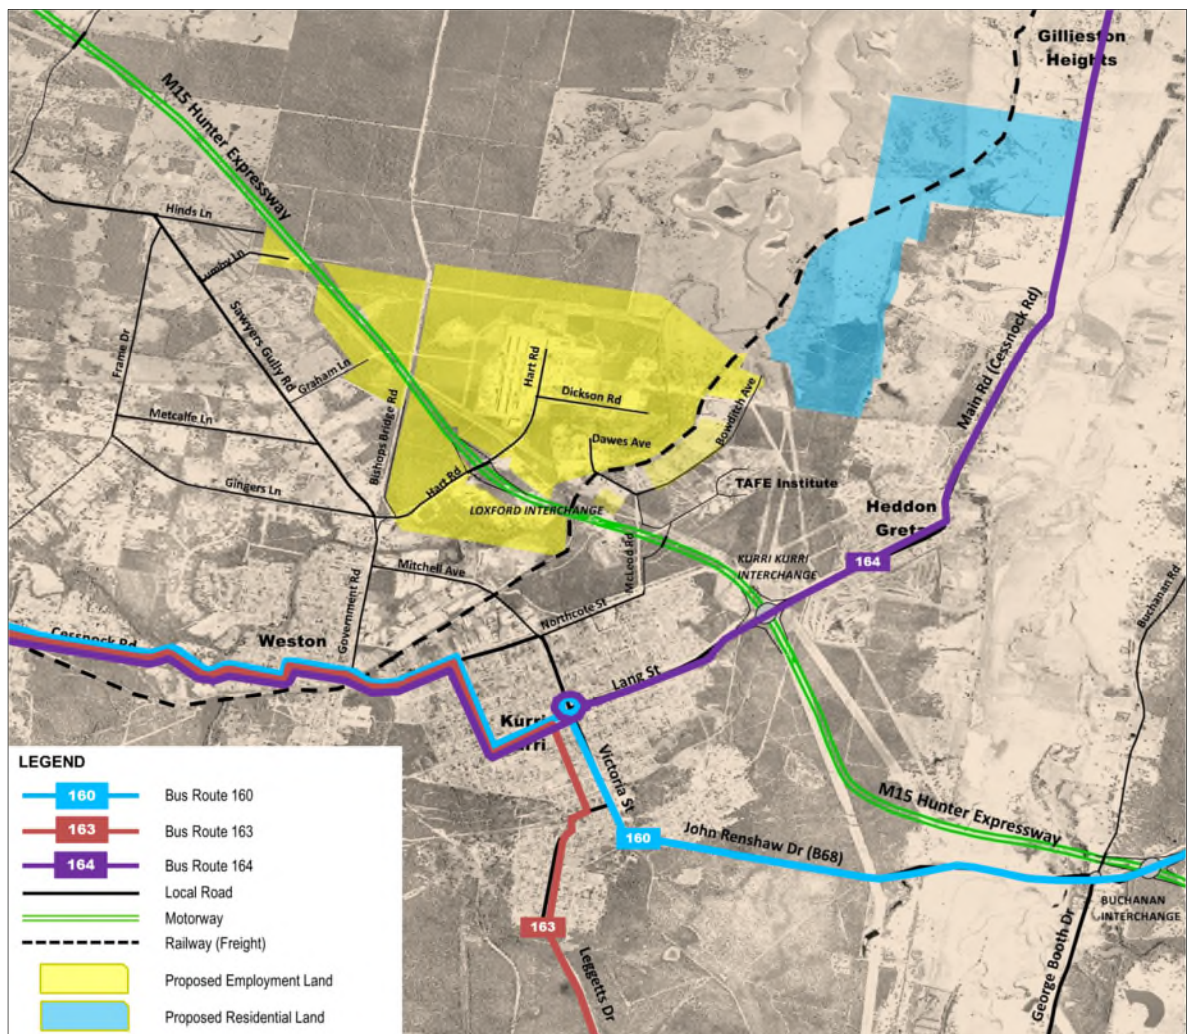 Gillieston
Heights
M15 Hunter Expressway
Hinds Ln
Lumby Ln
Sawyers Gully Rd
Frame Dr
Graham Ln
Metcalfe Ln
Gingers Ln
Bishops Bridge Rd
Hart Rd
Hart Rd
Dickson Rd
Dawes Ave
Bowditch Ave
Main Rd (Cessnock Rd)
TAFE Institute
LOXFORD INTERCHANGE
Heddon
Greta
164
KURRI KURRI
INTERCHANGE
McLeod Rd
Mitchell Ave
Northcote St
Government Rd
Buchanan Rd
Cessnock Rd
Weston
Lang St
Kurri
Kurri
Victoria St
M15 Hunter Expressway
160
John Renshaw Dr (B68)
BUCHANAN
INTERCHANGE
163
Leggetts Dr
George Booth Dr
LEGEND
160 Bus Route 160
163 Bus Route 163
164 Bus Route 164
Local Road
Motorway
Railway (Freight)
Proposed Employment Land
Proposed Residential Land